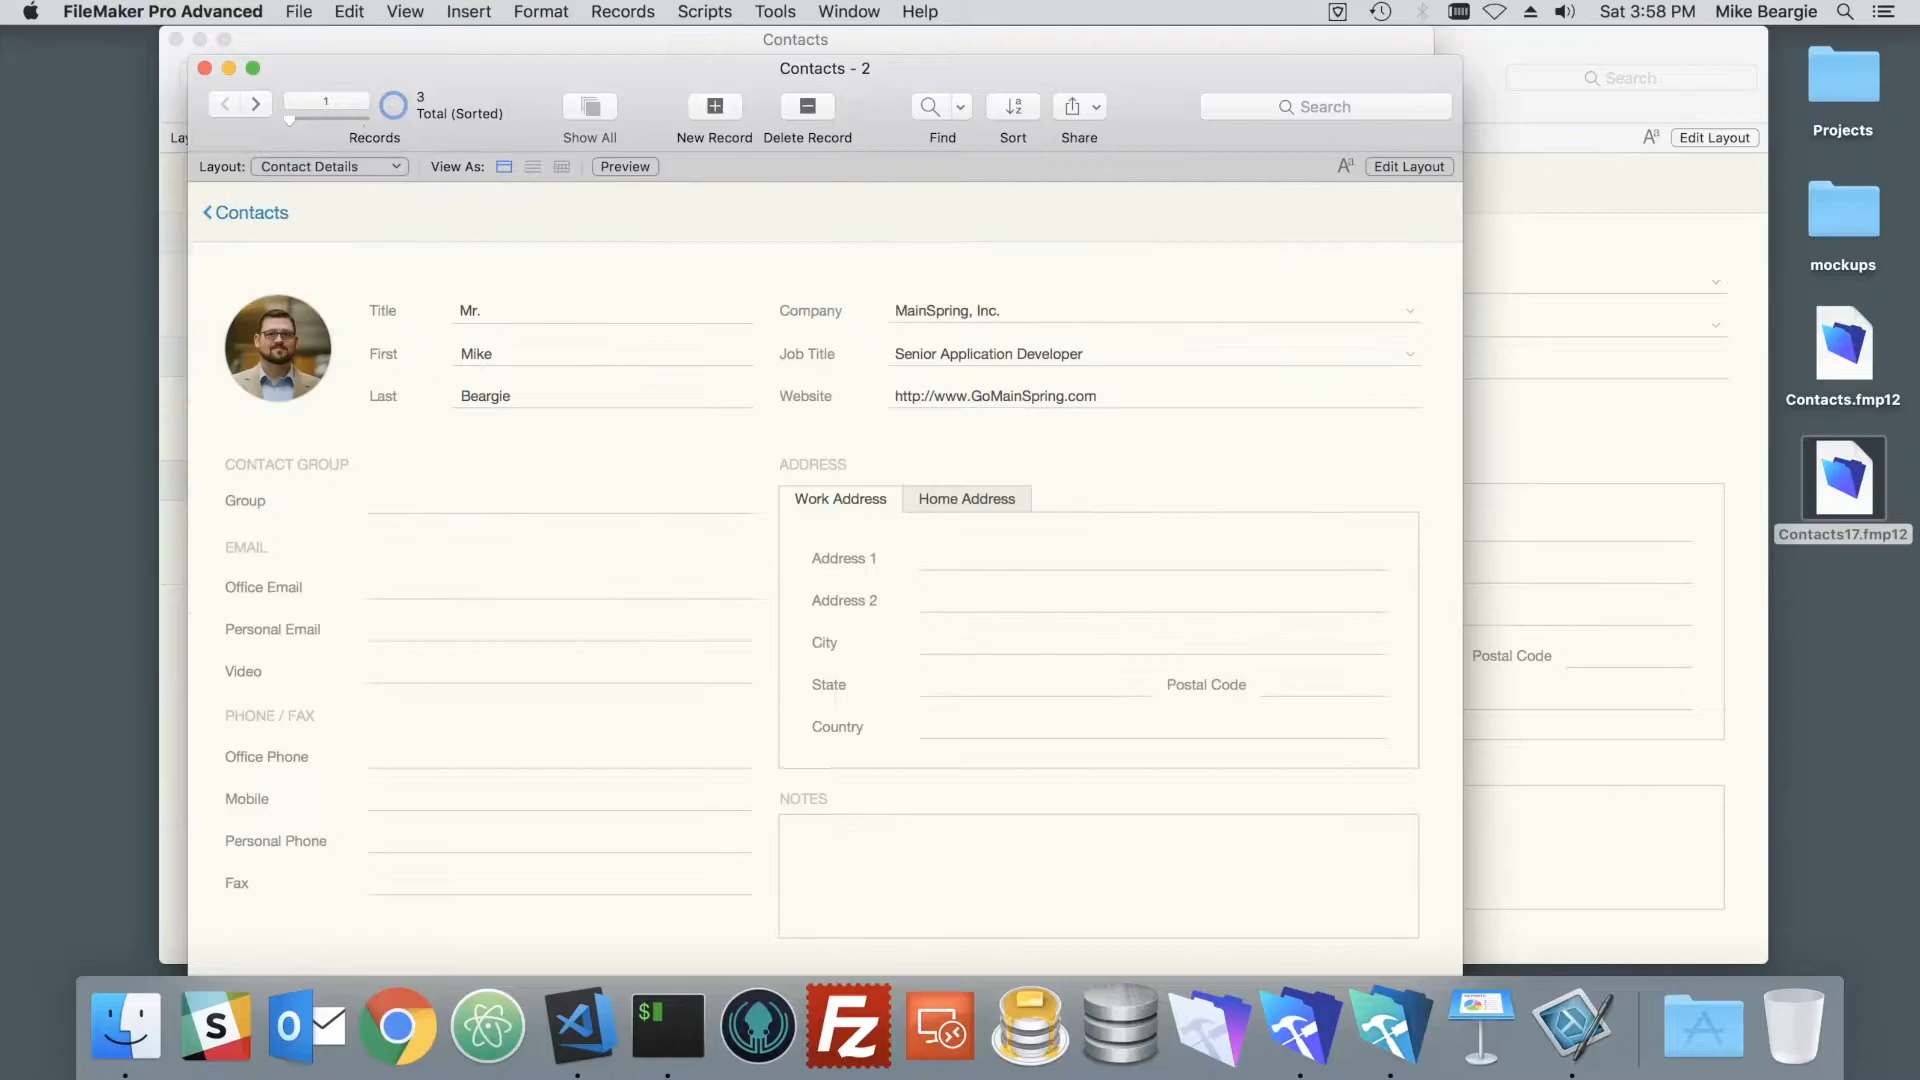 FileMaker Pro Advanced File Edit View Insert Format Records Scripts Tools Window Help Sat 3:58 PM Mike Beargie
Contacts
Search
Contacts - 2
1
3
Total (Sorted)
Records
Show All
New Record
Delete Record
Find
Sort
Share
Search
Edit Layout
Layout: Contact Details View As: Preview Aa Edit Layout
Contacts
Title Mr. Company MainSpring, Inc.
First Mike Job Title Senior Application Developer
Last Beargie Website http://www.GoMainSpring.com
CONTACT GROUP
Group
EMAIL
Office Email
Personal Email
Video
PHONE / FAX
Office Phone
Mobile
Personal Phone
Fax
ADDRESS
Work Address Home Address
Address 1
Address 2
City
State Postal Code
Country
NOTES
Postal Code
Projects
mockups
Contacts.fmp12
Contacts17.fmp12